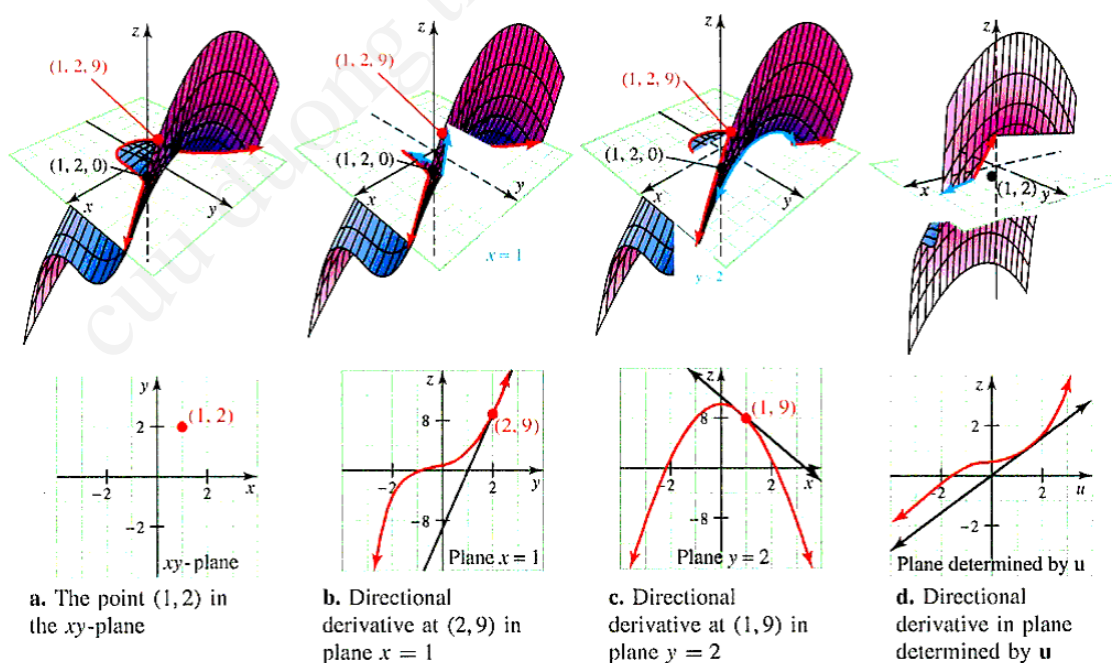 z
z
z
z
(1, 2, 9)
(1, 2, 9)
(1, 2, 9)
(1, 2, 0)
(1, 2, 0)
(1, 2, 0)
(1, 2)
x
y
x
y
x
y
x
y
x = 1
y = 2
cuu duong t
y
(1, 2)
2
−2
2
x
−2
xy-plane
z
8
(2, 9)
−2
2
y
−8
Plane x = 1
z
8
(1, 9)
−2
2
x
−8
Plane y = 2
z
2
−2
2
u
−2
Plane determined by u
a. The point (1, 2) in
the xy-plane
b. Directional
derivative at (2, 9) in
plane x = 1
c. Directional
derivative at (1, 9) in
plane y = 2
d. Directional
derivative in plane
determined by u